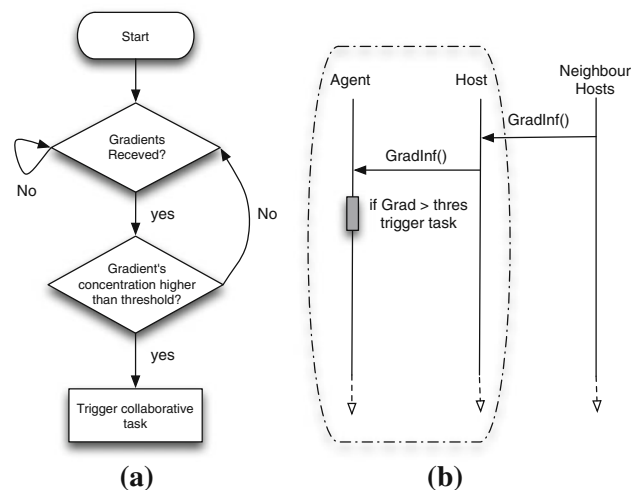 Start
Gradients
Receved?
No
yes
No
Gradient's
concentration higher
than threshold?
yes
Trigger collaborative
task
(a)
Agent
Host
Neighbour
Hosts
GradInf()
GradInf()
if Grad > thres
trigger task
(b)